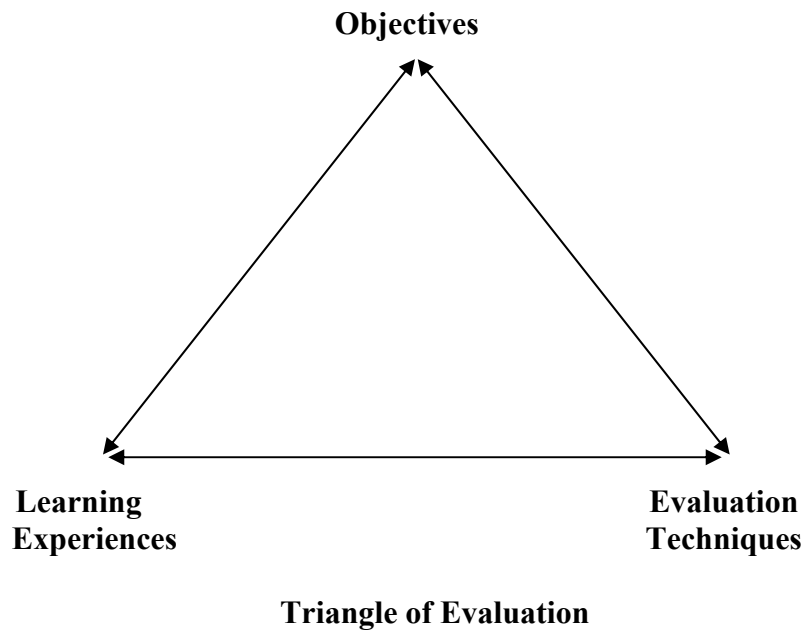 Objectives
Learning
Experiences
Evaluation
Techniques
Triangle of Evaluation